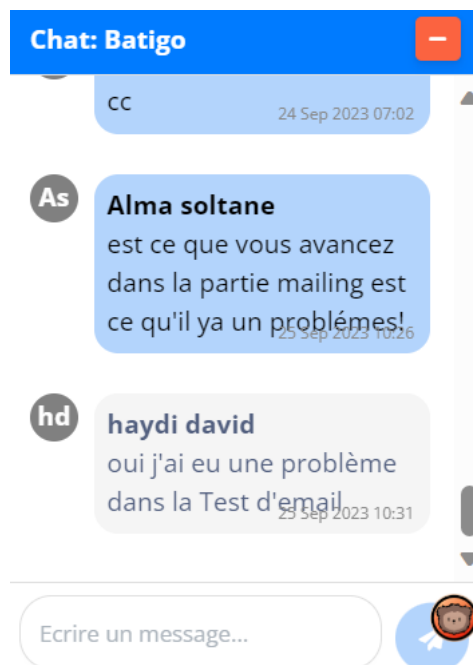 Chat: Batigo
cc
24 Sep 2023 07:02
As
Alma soltane
est ce que vous avancez
dans la partie mailing est
ce qu'il ya un problémes!
25 Sep 2023 10:26
hd
haydi david
oui j'ai eu une problème
dans la Test d'email
25 Sep 2023 10:31
Ecrire un message...